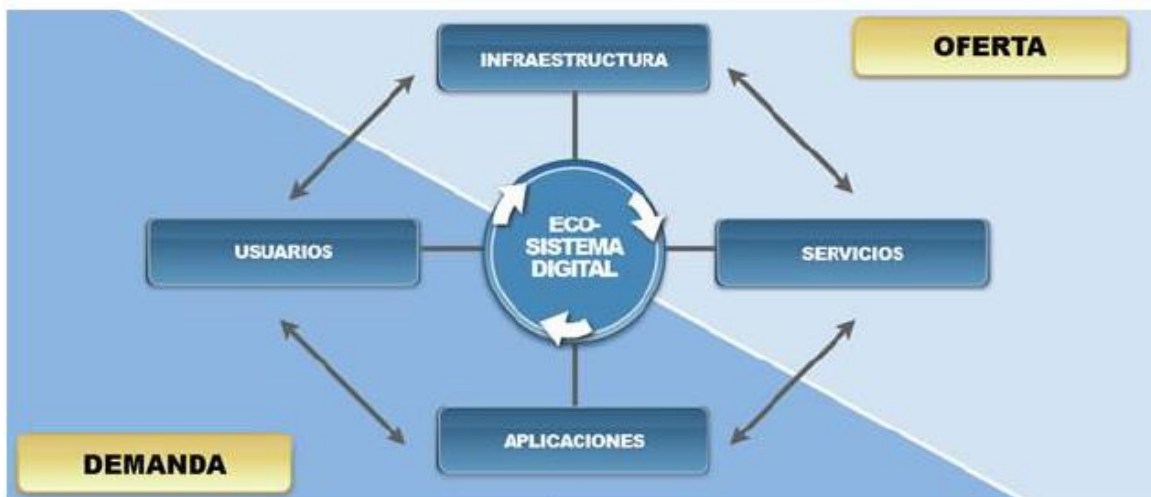 OFERTA
INFRAESTRUCTURA
USUARIOS
ECO-
SISTEMA
DIGITAL
SERVICIOS
APLICACIONES
DEMANDA